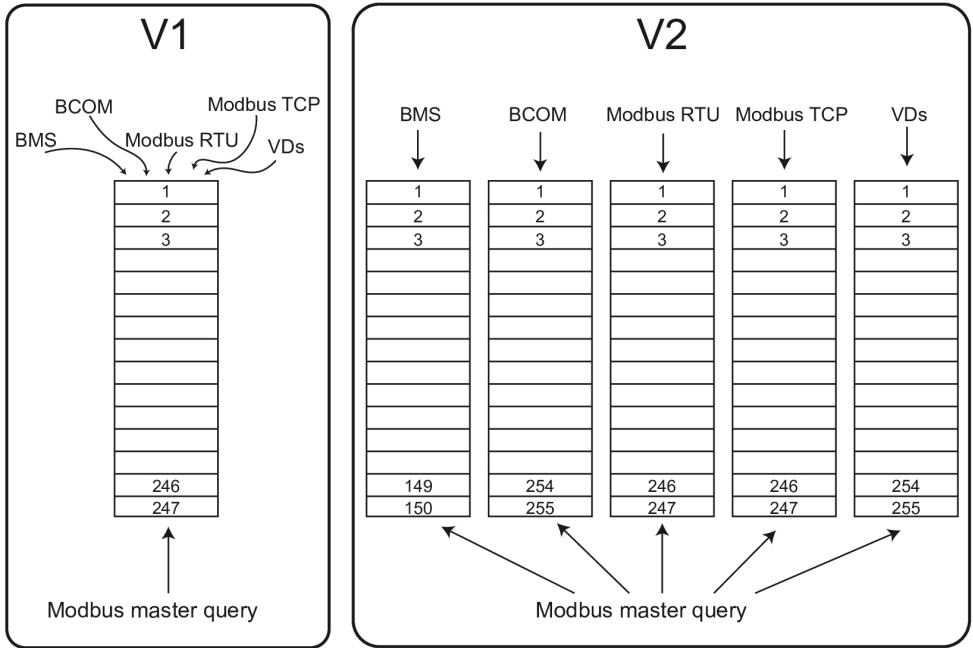 V1
BCOM
Modbus TCP
BMS
Modbus RTU
VDs
1
2
3
246
247
Modbus master query
V2
BMS BCOM Modbus RTU Modbus TCP VDs
1 1 1 1 1
2 2 2 2 2
3 3 3 3 3
149 254 246 246 254
150 255 247 247 255
Modbus master query